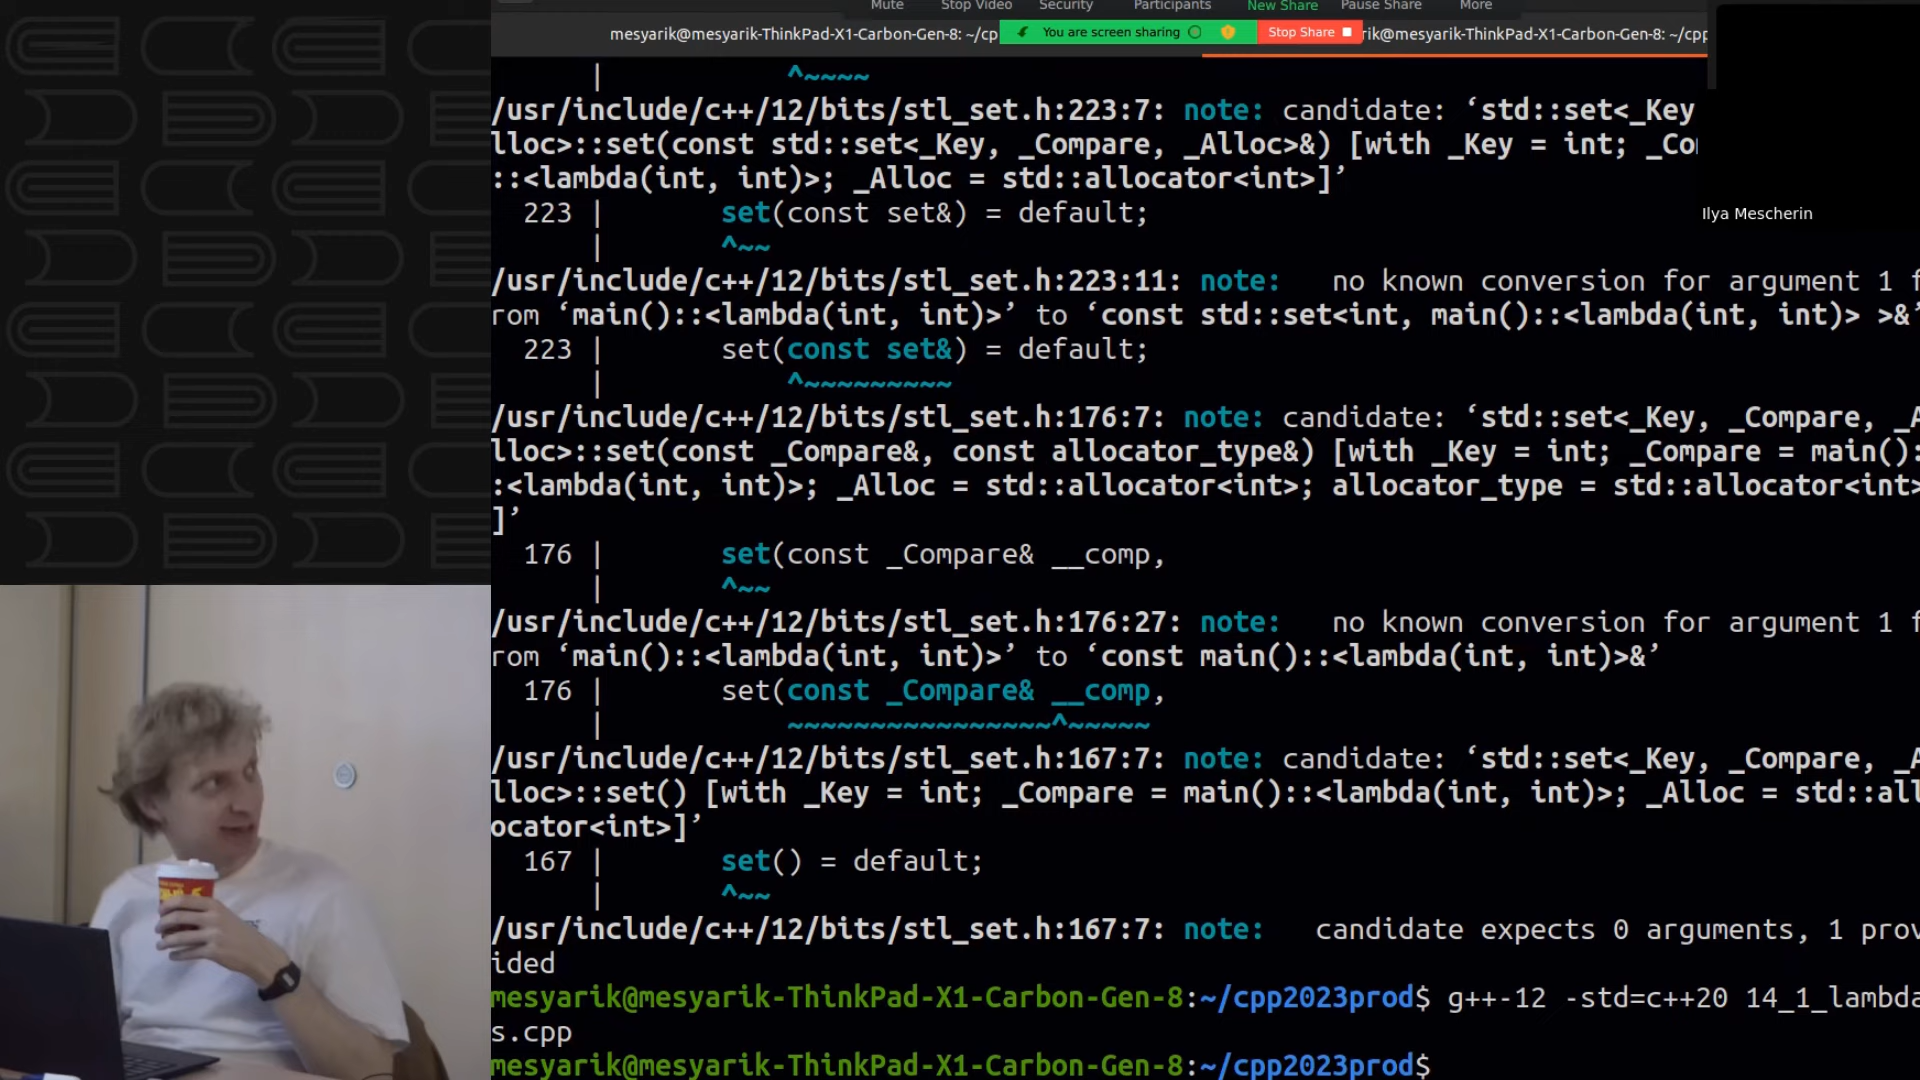 Mute Stop Video Security Participants New Share Pause Share More
mesyarik@mesyarik-ThinkPad-X1-Carbon-Gen-8: ~/cp You are screen sharing Stop Share rik@mesyarik-ThinkPad-X1-Carbon-Gen-8: ~/cpp
| ^~~~~
/usr/include/c++/12/bits/stl_set.h:223:7: note: candidate: ‘std::set<_Key
lloc>::set(const std::set<_Key, _Compare, _Alloc>&) [with _Key = int; _Co
::<lambda(int, int)>; _Alloc = std::allocator<int>]’
Ilya Mescherin
223 | set(const set&) = default;
| ^~~
/usr/include/c++/12/bits/stl_set.h:223:11: note: no known conversion for argument 1 f
rom ‘main()::<lambda(int, int)>’ to ‘const std::set<int, main()::<lambda(int, int)> >&’
223 | set(const set&) = default;
| ^~~~~~~~~~
/usr/include/c++/12/bits/stl_set.h:176:7: note: candidate: ‘std::set<_Key, _Compare, _A
lloc>::set(const _Compare&, const allocator_type&) [with _Key = int; _Compare = main():
:<lambda(int, int)>; _Alloc = std::allocator<int>; allocator_type = std::allocator<int>
]’
176 | set(const _Compare& __comp,
| ^~~
/usr/include/c++/12/bits/stl_set.h:176:27: note: no known conversion for argument 1 f
rom ‘main()::<lambda(int, int)>’ to ‘const main()::<lambda(int, int)>&’
176 | set(const _Compare& __comp,
| ~~~~~~~~~~~~~~~~^~~~~~
/usr/include/c++/12/bits/stl_set.h:167:7: note: candidate: ‘std::set<_Key, _Compare, _A
lloc>::set() [with _Key = int; _Compare = main()::<lambda(int, int)>; _Alloc = std::all
ocator<int>]’
167 | set() = default;
| ^~~
/usr/include/c++/12/bits/stl_set.h:167:7: note: candidate expects 0 arguments, 1 prov
ided
mesyarik@mesyarik-ThinkPad-X1-Carbon-Gen-8:~/cpp2023prod$ g++-12 -std=c++20 14_1_lambda
s.cpp
mesyarik@mesyarik-ThinkPad-X1-Carbon-Gen-8:~/cpp2023prod$